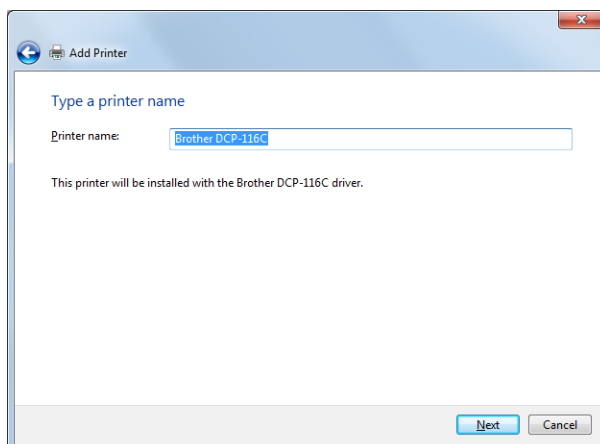 Add Printer
Type a printer name
Printer name: Brother DCP-116C
This printer will be installed with the Brother DCP-116C driver.
Next Cancel